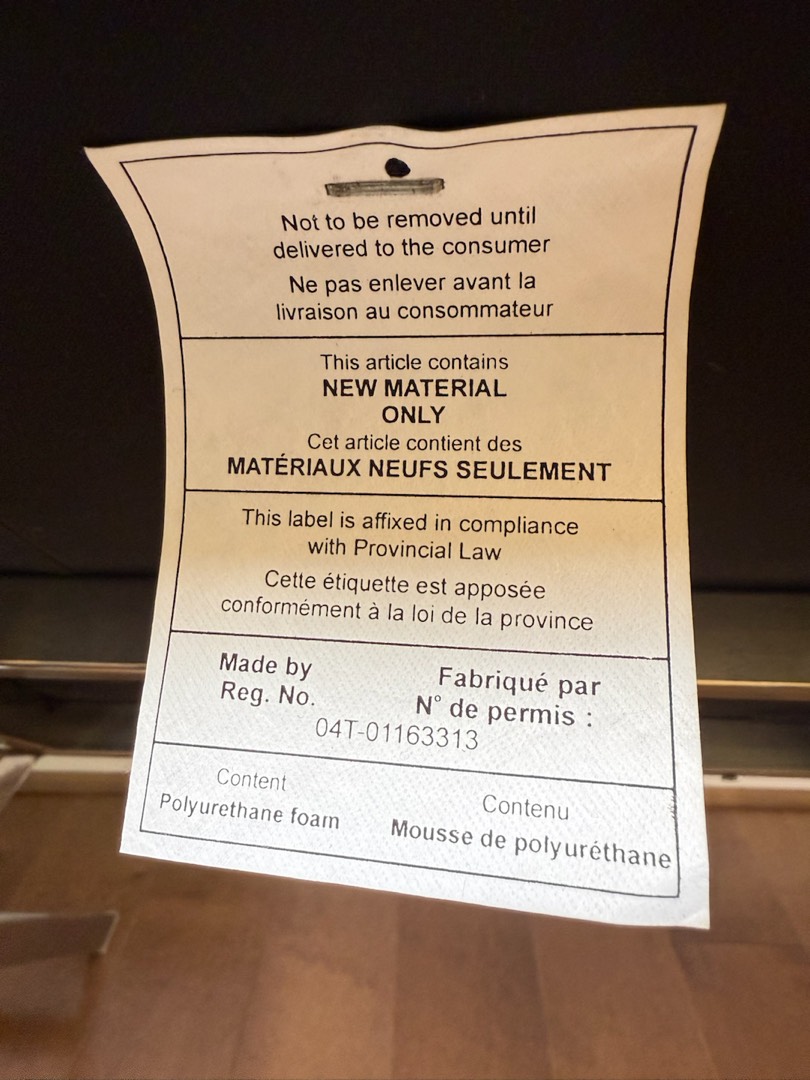 Not to be removed until
delivered to the consumer
Ne pas enlever avant la
livraison au consommateur
This article contains
NEW MATERIAL
ONLY
Cet article contient des
MATÉRIAUX NEUFS SEULEMENT
This label is affixed in compliance
with Provincial Law
Cette étiquette est apposée
conformément à la loi de la province
Made by
Reg. No.
Fabriqué par
N° de permis :
04T-01163313
Content
Polyurethane foam
Contenu
Mousse de polyuréthane